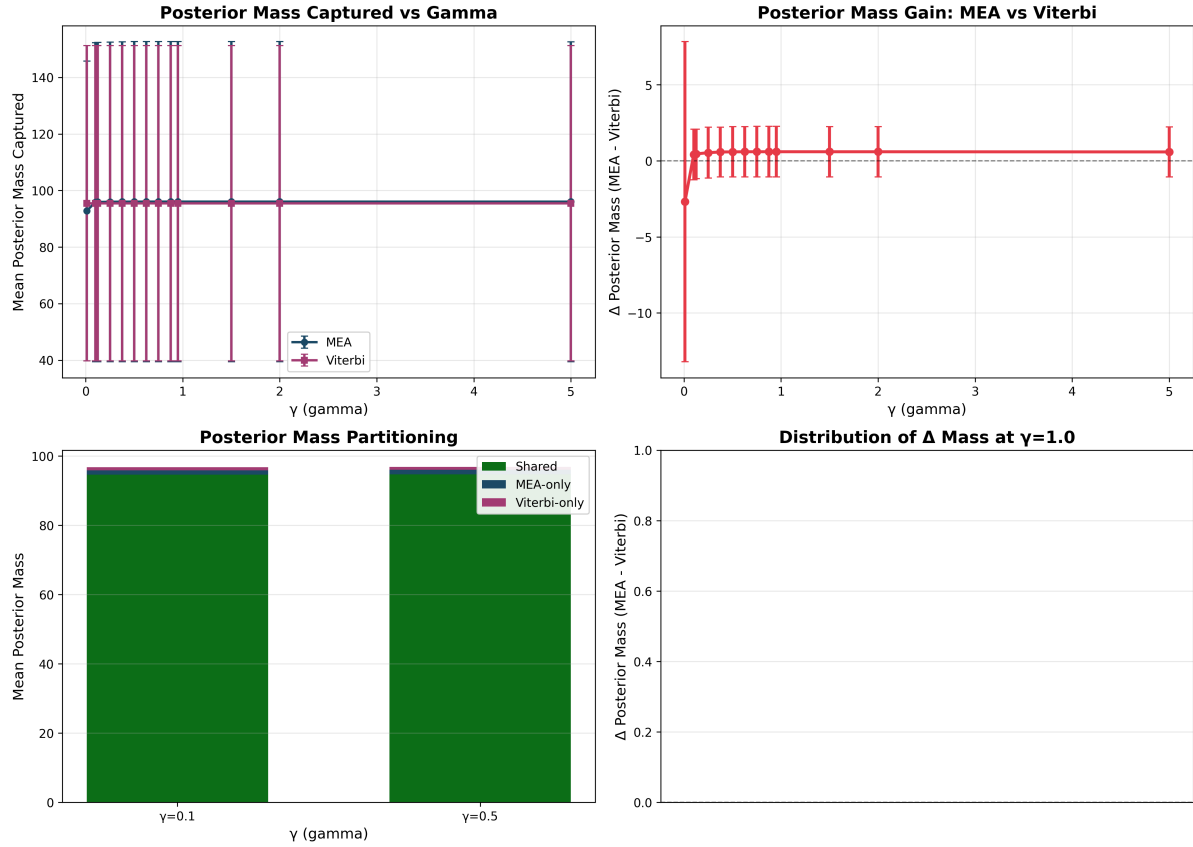 Posterior Mass Captured vs Gamma
Mean Posterior Mass Captured
140
120
100
80
60
40
MEA
Viterbi
0 1 2 3 4 5
γ (gamma)
Posterior Mass Gain: MEA vs Viterbi
Δ Posterior Mass (MEA - Viterbi)
5
0
−5
−10
0 1 2 3 4 5
γ (gamma)
Posterior Mass Partitioning
Mean Posterior Mass
100
80
60
40
20
0
Shared
MEA-only
Viterbi-only
γ=0.1 γ=0.5
γ (gamma)
Distribution of Δ Mass at γ=1.0
Δ Posterior Mass (MEA - Viterbi)
1.0
0.8
0.6
0.4
0.2
0.0